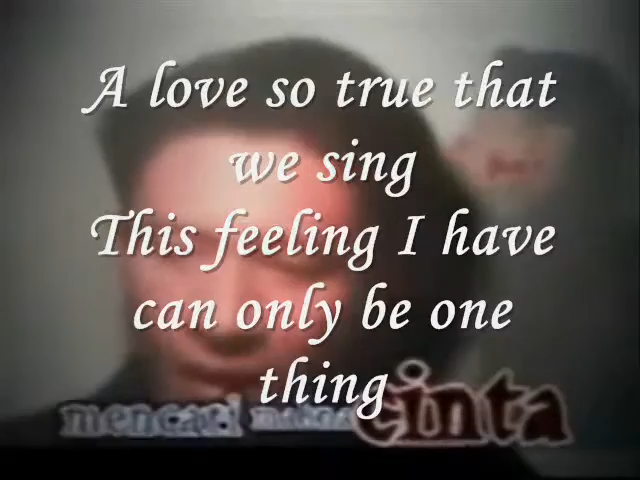 A love so true that
we sing
This feeling I have
can only be one
thing
mencari makna cinta